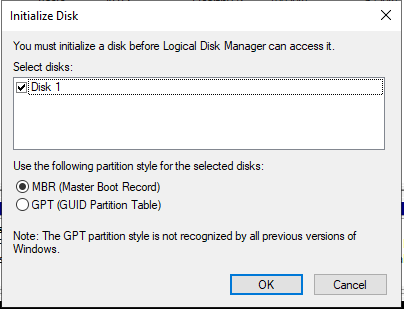 Initialize Disk
You must initialize a disk before Logical Disk Manager can access it.
Select disks:
Disk 1
Use the following partition style for the selected disks:
MBR (Master Boot Record)
GPT (GUID Partition Table)
Note: The GPT partition style is not recognized by all previous versions of
Windows.
OK Cancel